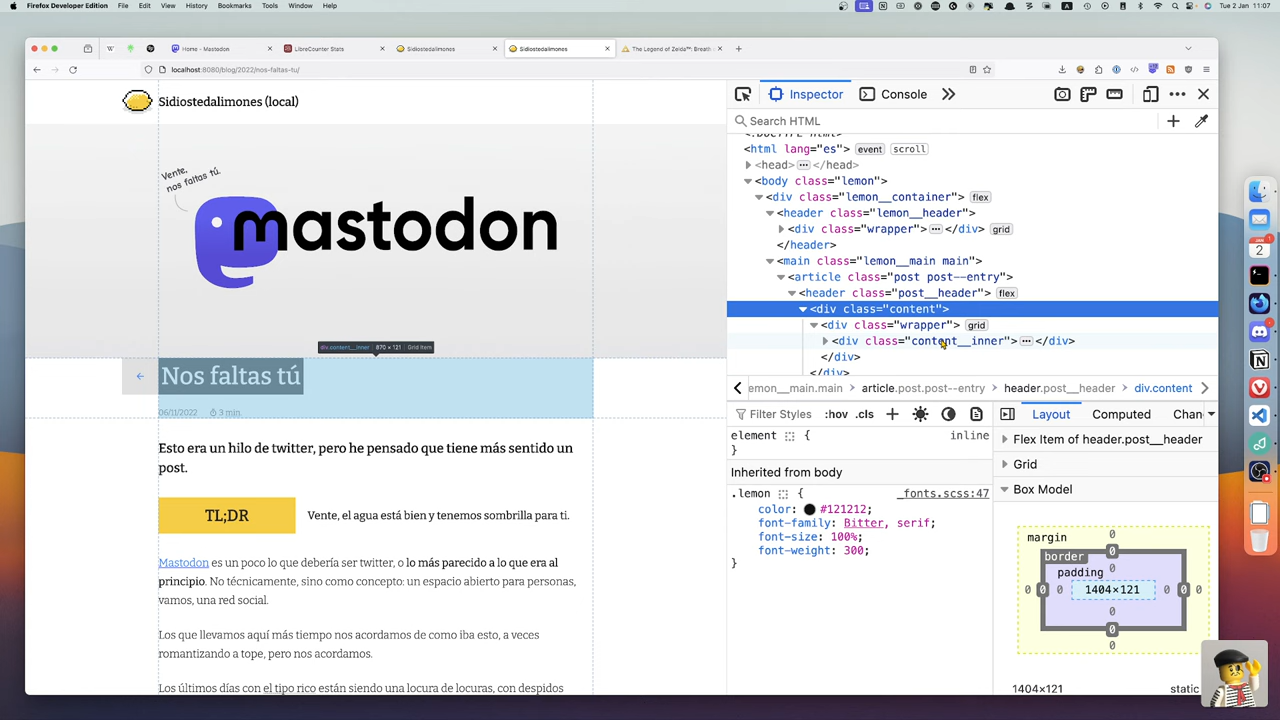 Firefox Developer Edition File Edit View History Bookmarks Tools Window Help
Tue 2 Jan 11:07
Home - Mastodon
LibreCounter Stats
Sidiostedalimones
Sidiostedalimones
The Legend of Zelda™: Breath
localhost:8080/blog/2022/nos-faltas-tu/
Sidiostedalimones (local)
Vente,
nos faltas tú.
mastodon
div.content__inner 870 × 121 Grid Item
Nos faltas tú
06/11/2022 3 min.
Esto era un hilo de twitter, pero he pensado que tiene más sentido un
post.
TL;DR
Vente, el agua está bien y tenemos sombrilla para ti.
Mastodon es un poco lo que debería ser twitter, o lo más parecido a lo que era al
principio. No técnicamente, sino como concepto: un espacio abierto para personas,
vamos, una red social.
Los que llevamos aquí más tiempo nos acordamos de como iba esto, a veces
romantizando a tope, pero nos acordamos.
Los últimos días con el tipo rico están siendo una locura de locuras, con despidos
Inspector Console
Search HTML
<!DOCTYPE html>
<html lang="es"> event scroll
<head> </head>
<body class="lemon">
<div class="lemon__container"> flex
<header class="lemon__header">
<div class="wrapper"> </div> grid
</header>
<main class="lemon__main main">
<article class="post post--entry">
<header class="post__header"> flex
<div class="content">
<div class="wrapper"> grid
<div class="content__inner"> </div>
</div>
</div>
emon__main.main article.post.post--entry header.post__header div.content
Filter Styles :hov .cls
element { inline
}
Inherited from body
.lemon { _fonts.scss:47
color: #121212;
font-family: Bitter, serif;
font-size: 100%;
font-weight: 300;
}
Layout Computed Chan
Flex Item of header.post__header
Grid
Box Model
margin 0
border 0
padding 0
0 0 0 1404×121 0 0 0
0
0
0
1404×121 static